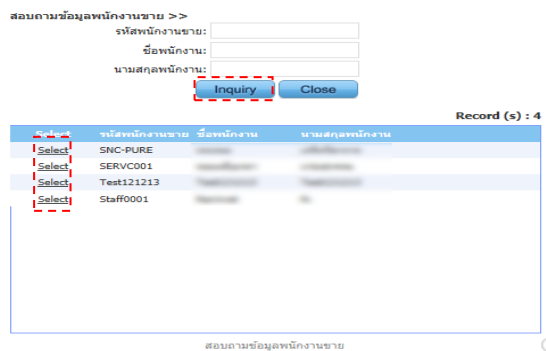 สอบถามข้อมูลพนักงานขาย >>
รหัสพนักงานขาย:
ชื่อพนักงาน:
นามสกุลพนักงาน:
Inquiry Close
Record (s) : 4
Select รหัสพนักงานขาย ชื่อพนักงาน นามสกุลพนักงาน
Select SNC-PURE
Select SERVC001
Select Test121213
Select Staff0001
สอบถามข้อมูลพนักงานขาย